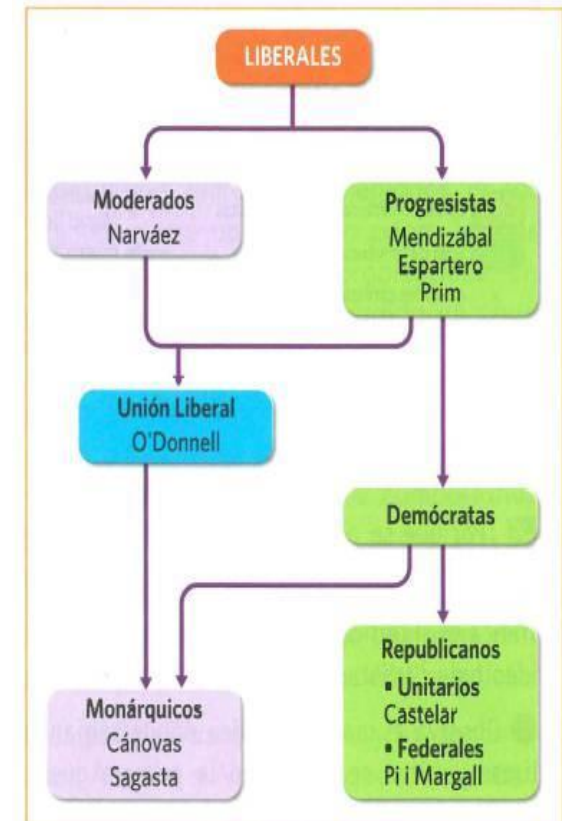 LIBERALES
Moderados
Narváez
Progresistas
Mendizábal
Espartero
Prim
Unión Liberal
O'Donnell
Demócratas
Monárquicos
Cánovas
Sagasta
Republicanos
▪ Unitarios
Castelar
▪ Federales
Pi i Margall